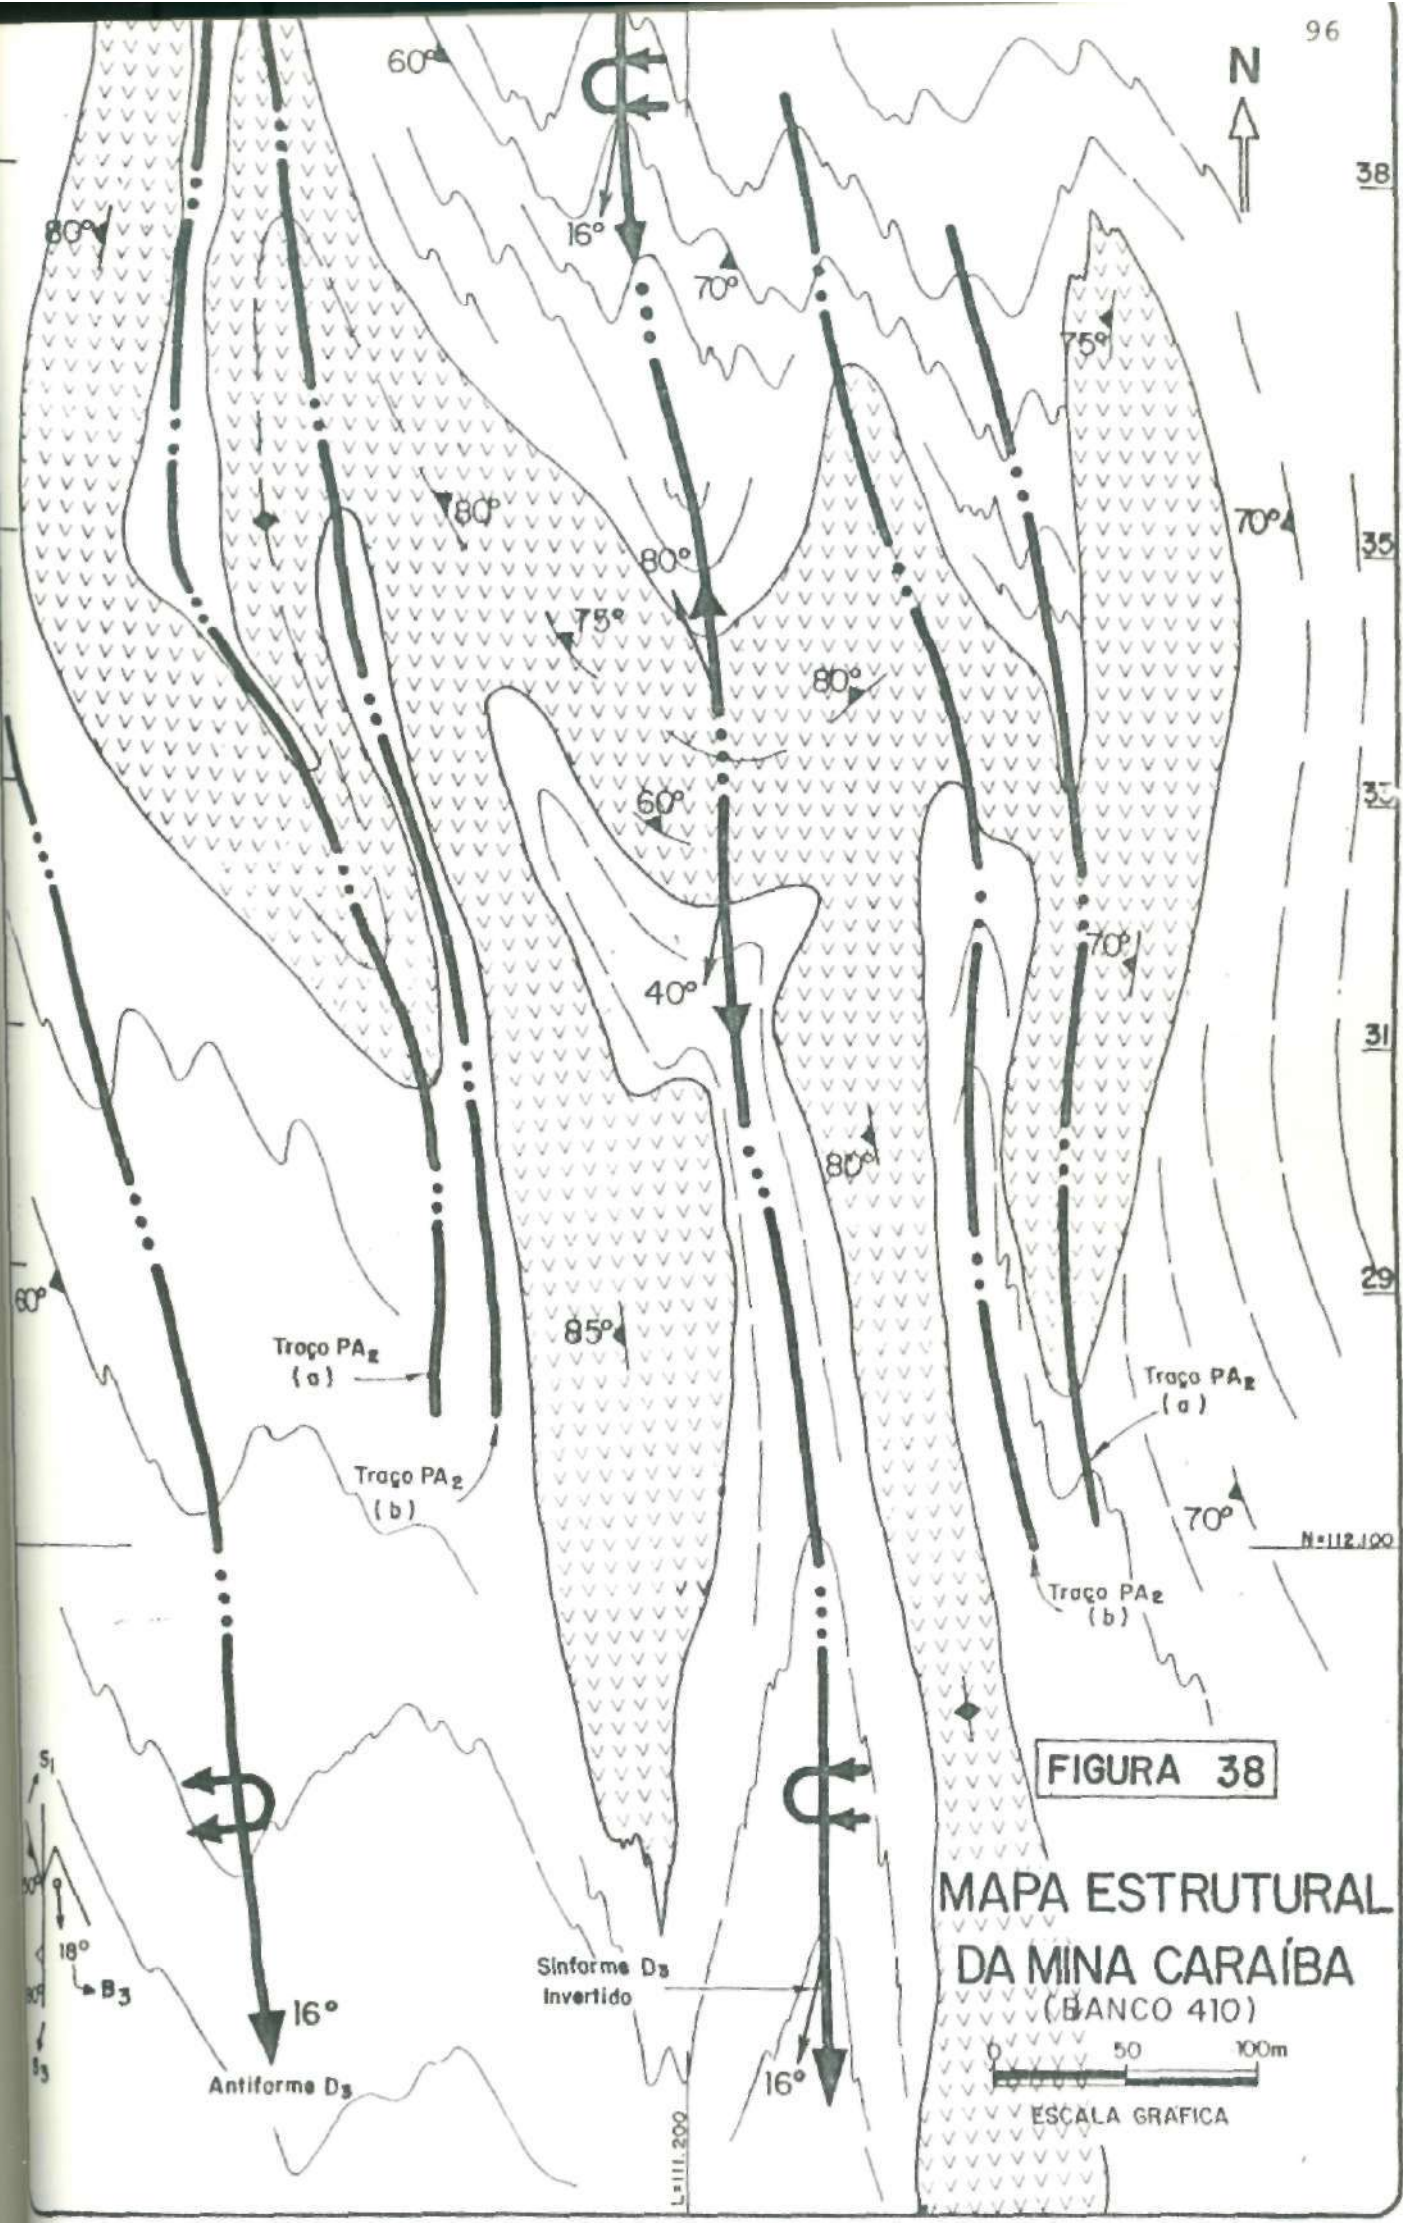 96
N
60°
38
16°
80°
70°
75°
80°
70°
35
80°
75°
80°
33
60°
70°
40°
31
80°
60°
29
85°
Traço PA2
(a)
Traço PA2
(a)
Traço PA2
(b)
70°
N=112.100
Traço PA2
(b)
S1
FIGURA 38
MAPA ESTRUTURAL
DA MINA CARAÍBA
(BANCO 410)
18°
B3
Sinforme D3
Invertido
16°
0 50 100m
Antiforme D3
16°
ESCALA GRAFICA
L=111.200